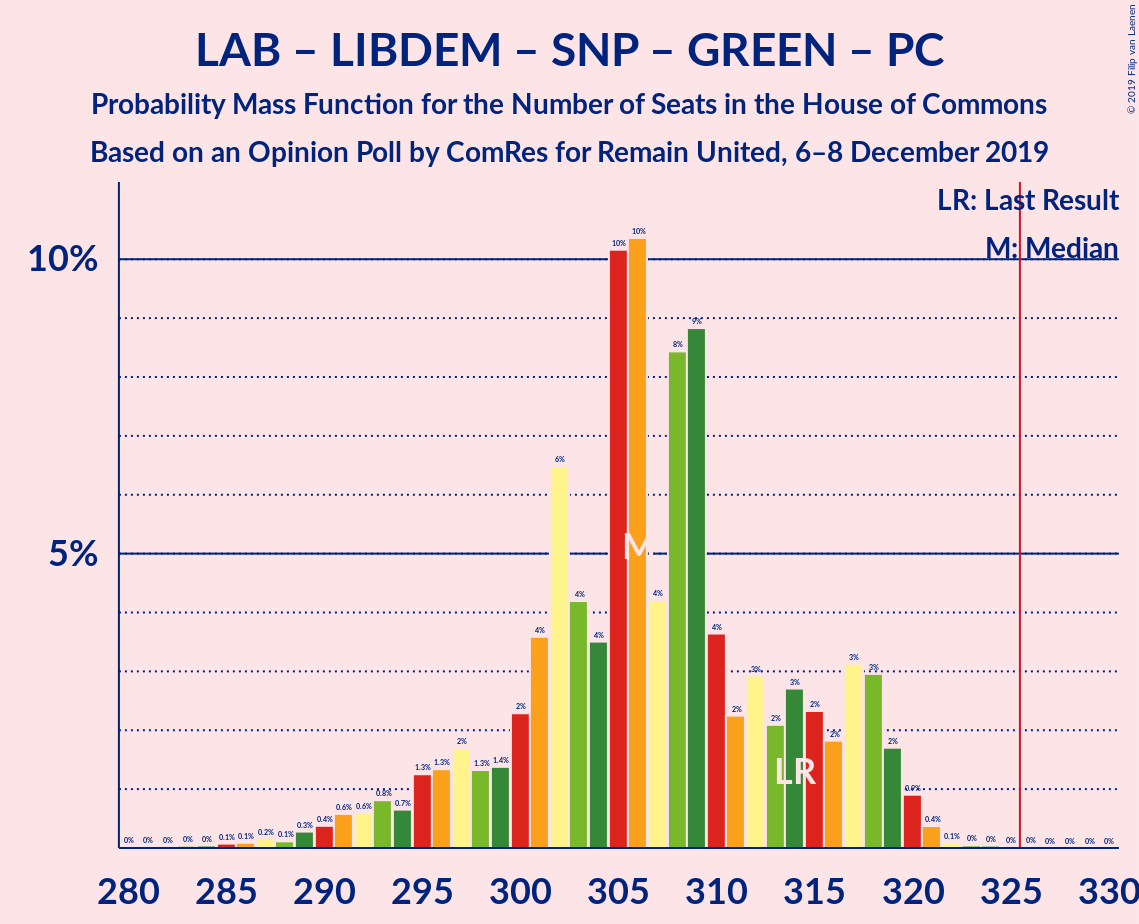 LAB – LIBDEM – SNP – GREEN – PC
Probability Mass Function for the Number of Seats in the House of Commons
Based on an Opinion Poll by ComRes for Remain United, 6–8 December 2019
© 2019 Filip van Laenen
LR: Last Result
M: Median
10%
5%
0% 0% 0% 0% 0% 0.1% 0.1% 0.2% 0.1% 0.3% 0.4% 0.6% 0.6% 0.8% 0.7% 1.3% 1.3% 2% 1.3% 1.4% 2% 4% 6% 4% 4% 10% 10% 4% 8% 9% 4% 2% 3% 2% 3% 2% 2% 3% 3% 2% 0.9% 0.4% 0.1% 0% 0% 0% 0% 0% 0% 0% 0%
M
LR
280 285 290 295 300 305 310 315 320 325 330